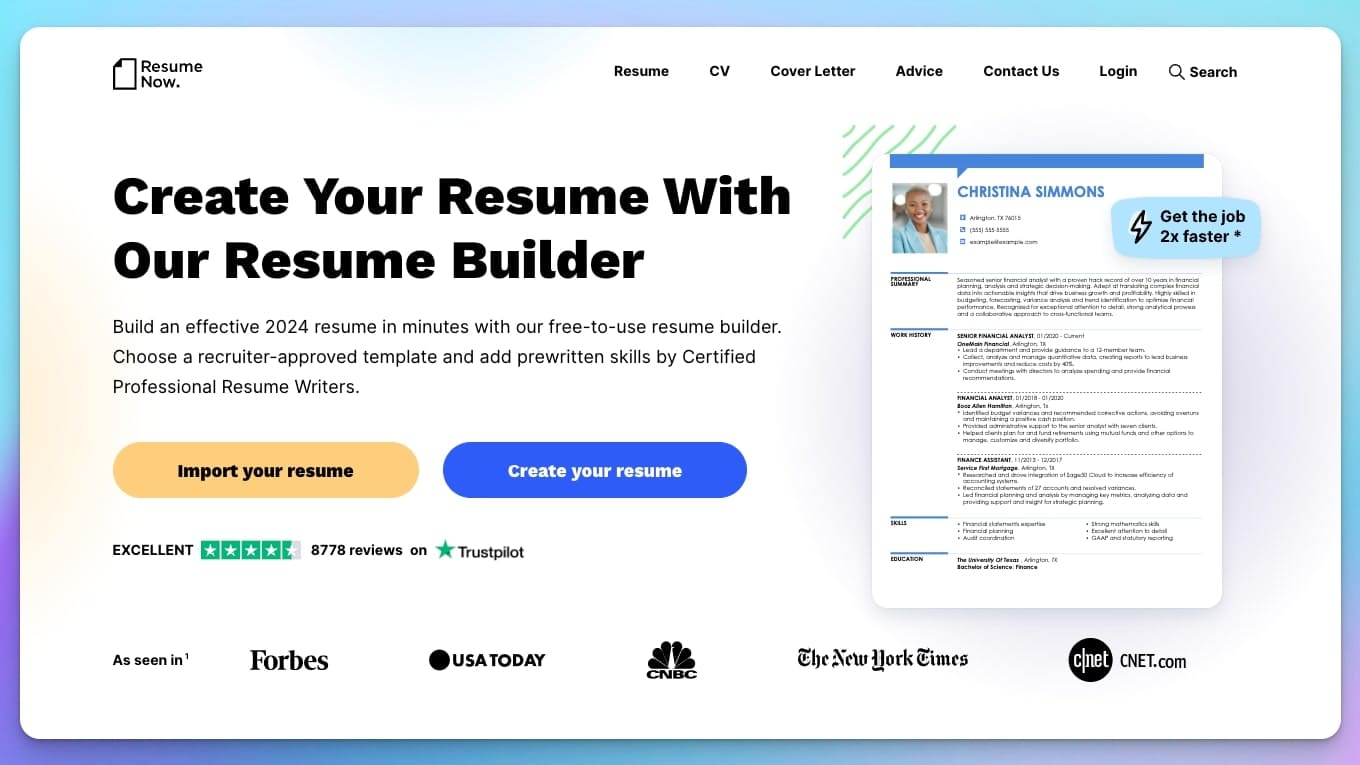 Resume
Now.
Resume CV Cover Letter Advice Contact Us Login Search
Create Your Resume With
Our Resume Builder
Build an effective 2024 resume in minutes with our free-to-use resume builder.
Choose a recruiter-approved template and add prewritten skills by Certified
Professional Resume Writers.
Import your resume
Create your resume
EXCELLENT 8778 reviews on Trustpilot
CHRISTINA SIMMONS
Arlington, TX 76015
(555) 555-5555
example@example.com
Get the job
2x faster *
PROFESSIONAL
SUMMARY
Seasoned senior financial analyst with a proven track record of over 10 years in financial
planning, analysis and strategic decision-making. Adept at translating complex financial
data into actionable insights that drive business growth and profitability. Highly skilled in
budgeting, forecasting, variance analysis and trend identification to optimise financial
performance. Recognised for exceptional attention to detail, strong analytical prowess
and a collaborative approach to cross-functional teams.
WORK HISTORY
SENIOR FINANCIAL ANALYST, 01/2020 - Current
OneMain Financial, Arlington, TX
• Lead a department and provide guidance to a 12-member team.
• Collect, analyze and manage quantitative data, creating reports to lead business
improvements and reduce costs by 40%.
• Conduct meetings with directors to analyze spending and provide financial
recommendations.
FINANCIAL ANALYST, 01/2018 - 01/2020
Booz Allen Hamilton, Arlington, Tx
• Identified budget variances and recommended corrective actions, avoiding overruns
and maintaining a positive cash position.
• Provided administrative support to the senior analyst with seven clients.
• Helped clients plan for and fund retirements using mutual funds and other options to
manage, customize and diversify portfolio.
FINANCE ASSISTANT, 11/2013 - 12/2017
Service First Mortgage, Arlington, TX
• Researched and drove integration of Sage50 Cloud to increase efficiency of
accounting systems.
• Reconciled statements of 27 accounts and resolved variances.
• Led financial planning and analysis by managing key metrics, analyzing data and
providing support and insight for strategic planning.
SKILLS
• Financial statements expertise
• Financial planning
• Audit coordination
• Strong mathematics skills
• Excellent attention to detail
• GAAP and statutory reporting
EDUCATION
The University Of Texas , Arlington, TX
Bachelor of Science: Finance
As seen in ¹ Forbes USA TODAY CNBC The New York Times c|net CNET.com